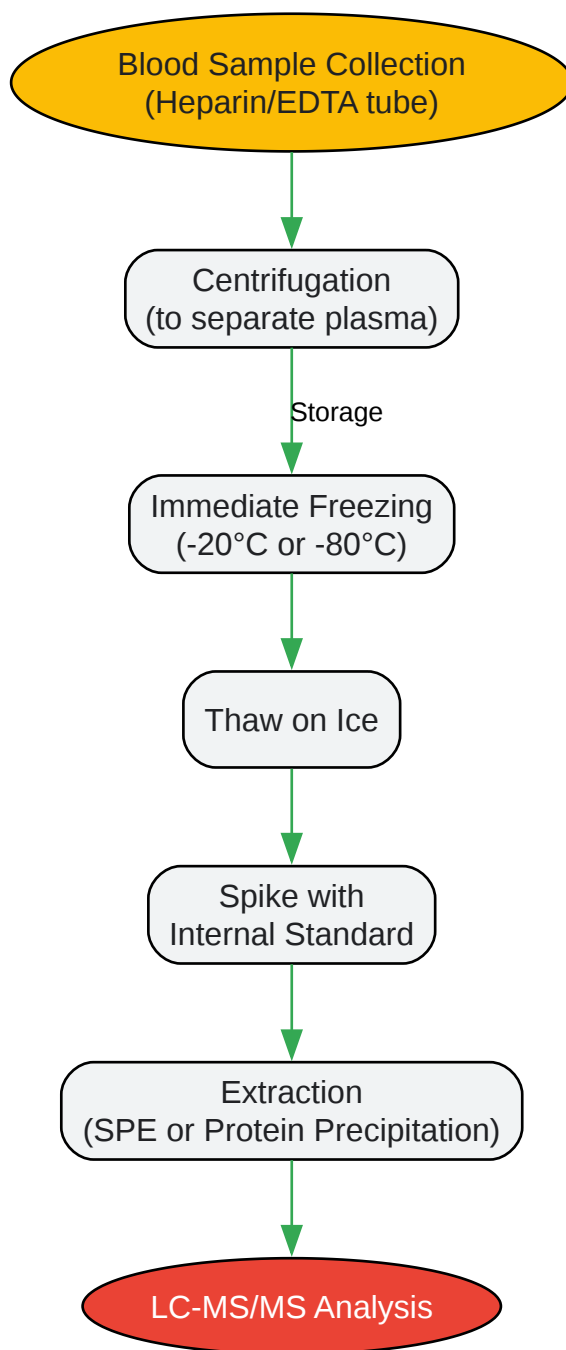 Blood Sample Collection
(Heparin/EDTA tube)
Centrifugation
(to separate plasma)
Storage
Immediate Freezing
(-20°C or -80°C)
Thaw on Ice
Spike with
Internal Standard
Extraction
(SPE or Protein Precipitation)
LC-MS/MS Analysis